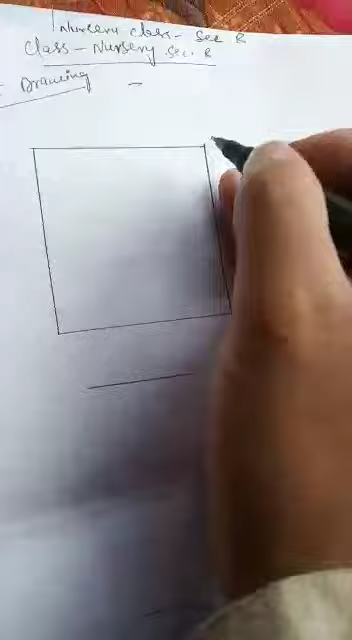 Nursery class - Sec B
Class - Nursery Sec. B
Drawing -